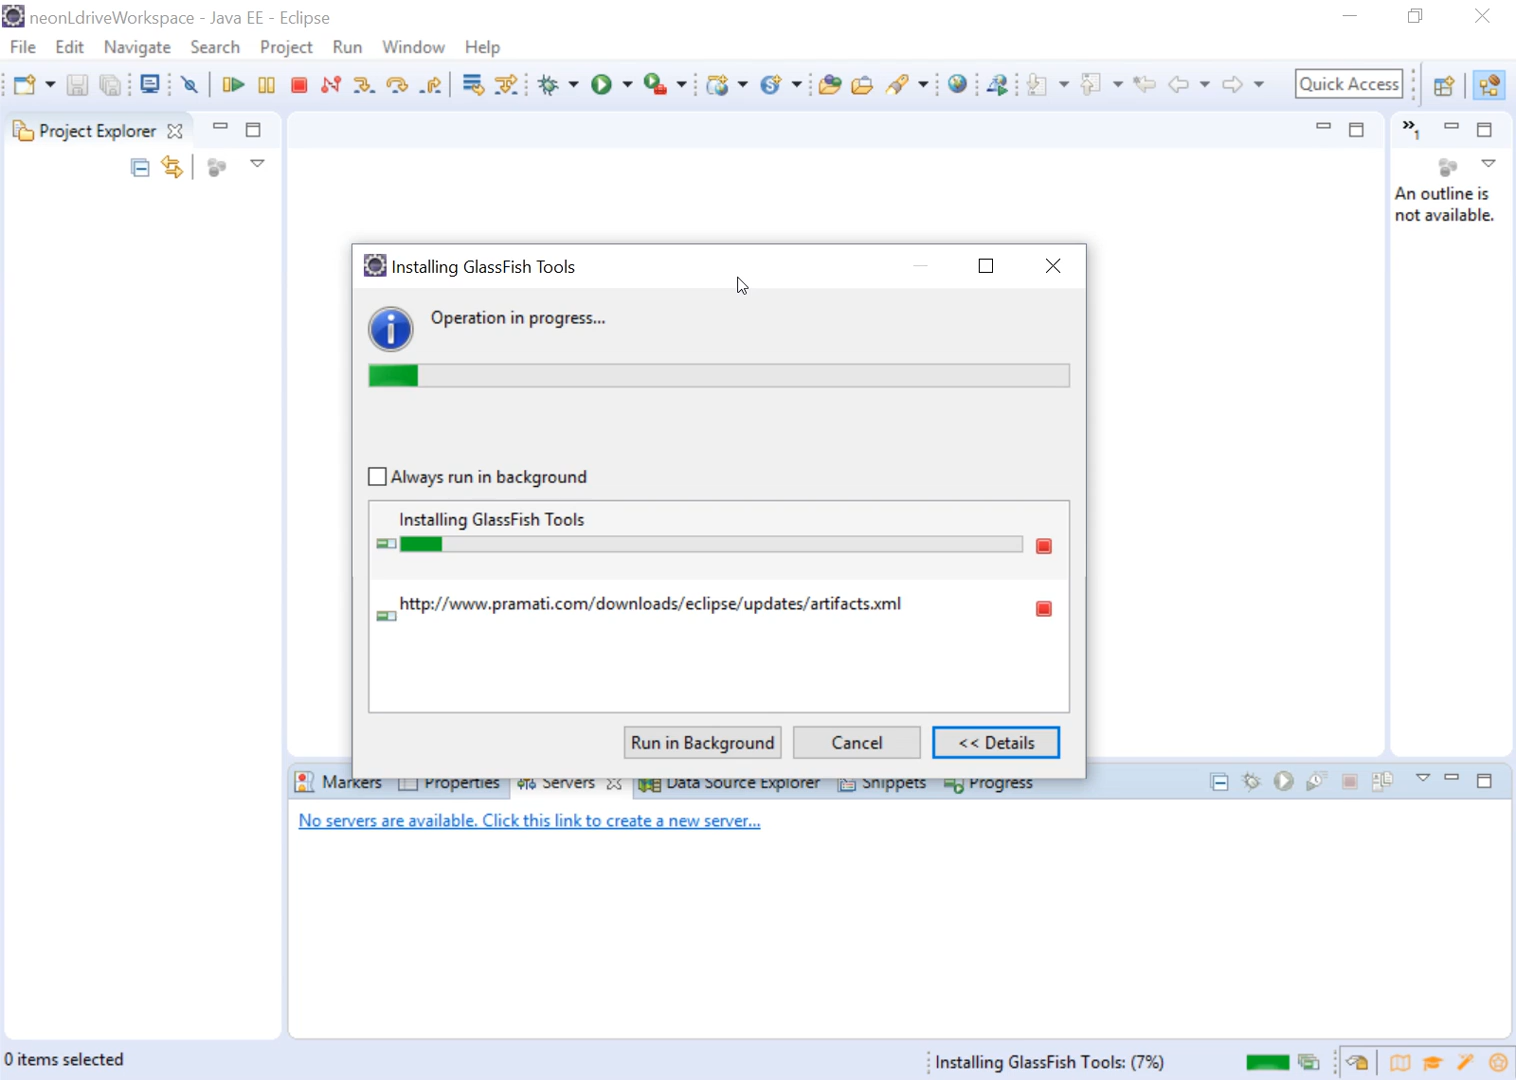 neonLdriveWorkspace - Java EE - Eclipse
File Edit Navigate Search Project Run Window Help
Quick Access
Project Explorer
»1
An outline is
not available.
Installing GlassFish Tools
Operation in progress...
Always run in background
Installing GlassFish Tools
http://www.pramati.com/downloads/eclipse/updates/artifacts.xml
Run in Background Cancel << Details
Markers Properties Servers Data Source Explorer Snippets Progress
No servers are available. Click this link to create a new server...
0 items selected
Installing GlassFish Tools: (7%)